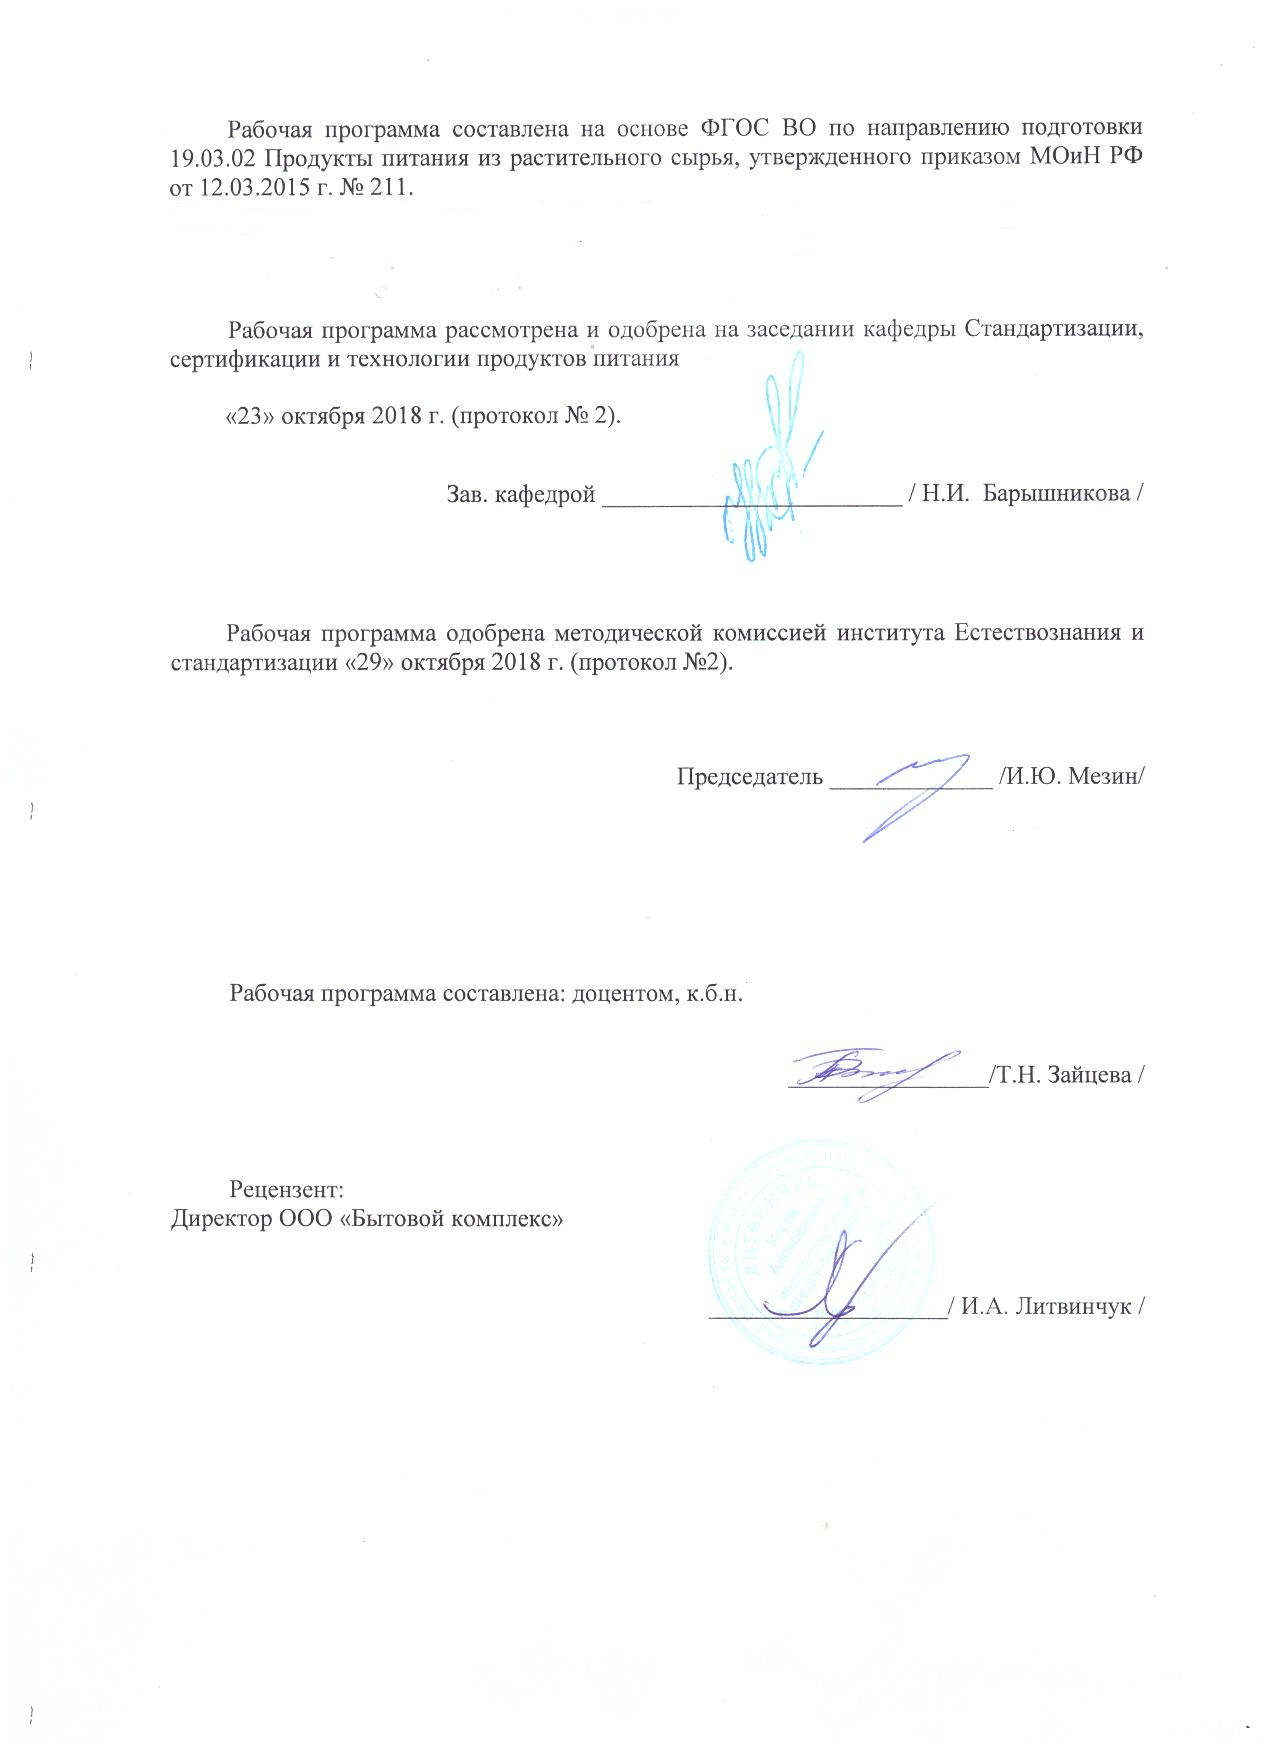 Рабочая программа составлена на основе ФГОС ВО по направлению подготовки
19.03.02 Продукты питания из растительного сырья, утвержденного приказом МОиН РФ
от 12.03.2015 г. № 211.
Рабочая программа рассмотрена и одобрена на заседании кафедры Стандартизации,
сертификации и технологии продуктов питания
«23» октября 2018 г. (протокол № 2).
Зав. кафедрой ________________________ / Н.И. Барышникова /
Рабочая программа одобрена методической комиссией института Естествознания и
стандартизации «29» октября 2018 г. (протокол №2).
Председатель _____________ /И.Ю. Мезин/
Рабочая программа составлена: доцентом, к.б.н.
________________/Т.Н. Зайцева /
Рецензент:
Директор ООО «Бытовой комплекс»
ЛИТВИНЧУК
Игорь
___________________/ И.А. Литвинчук /